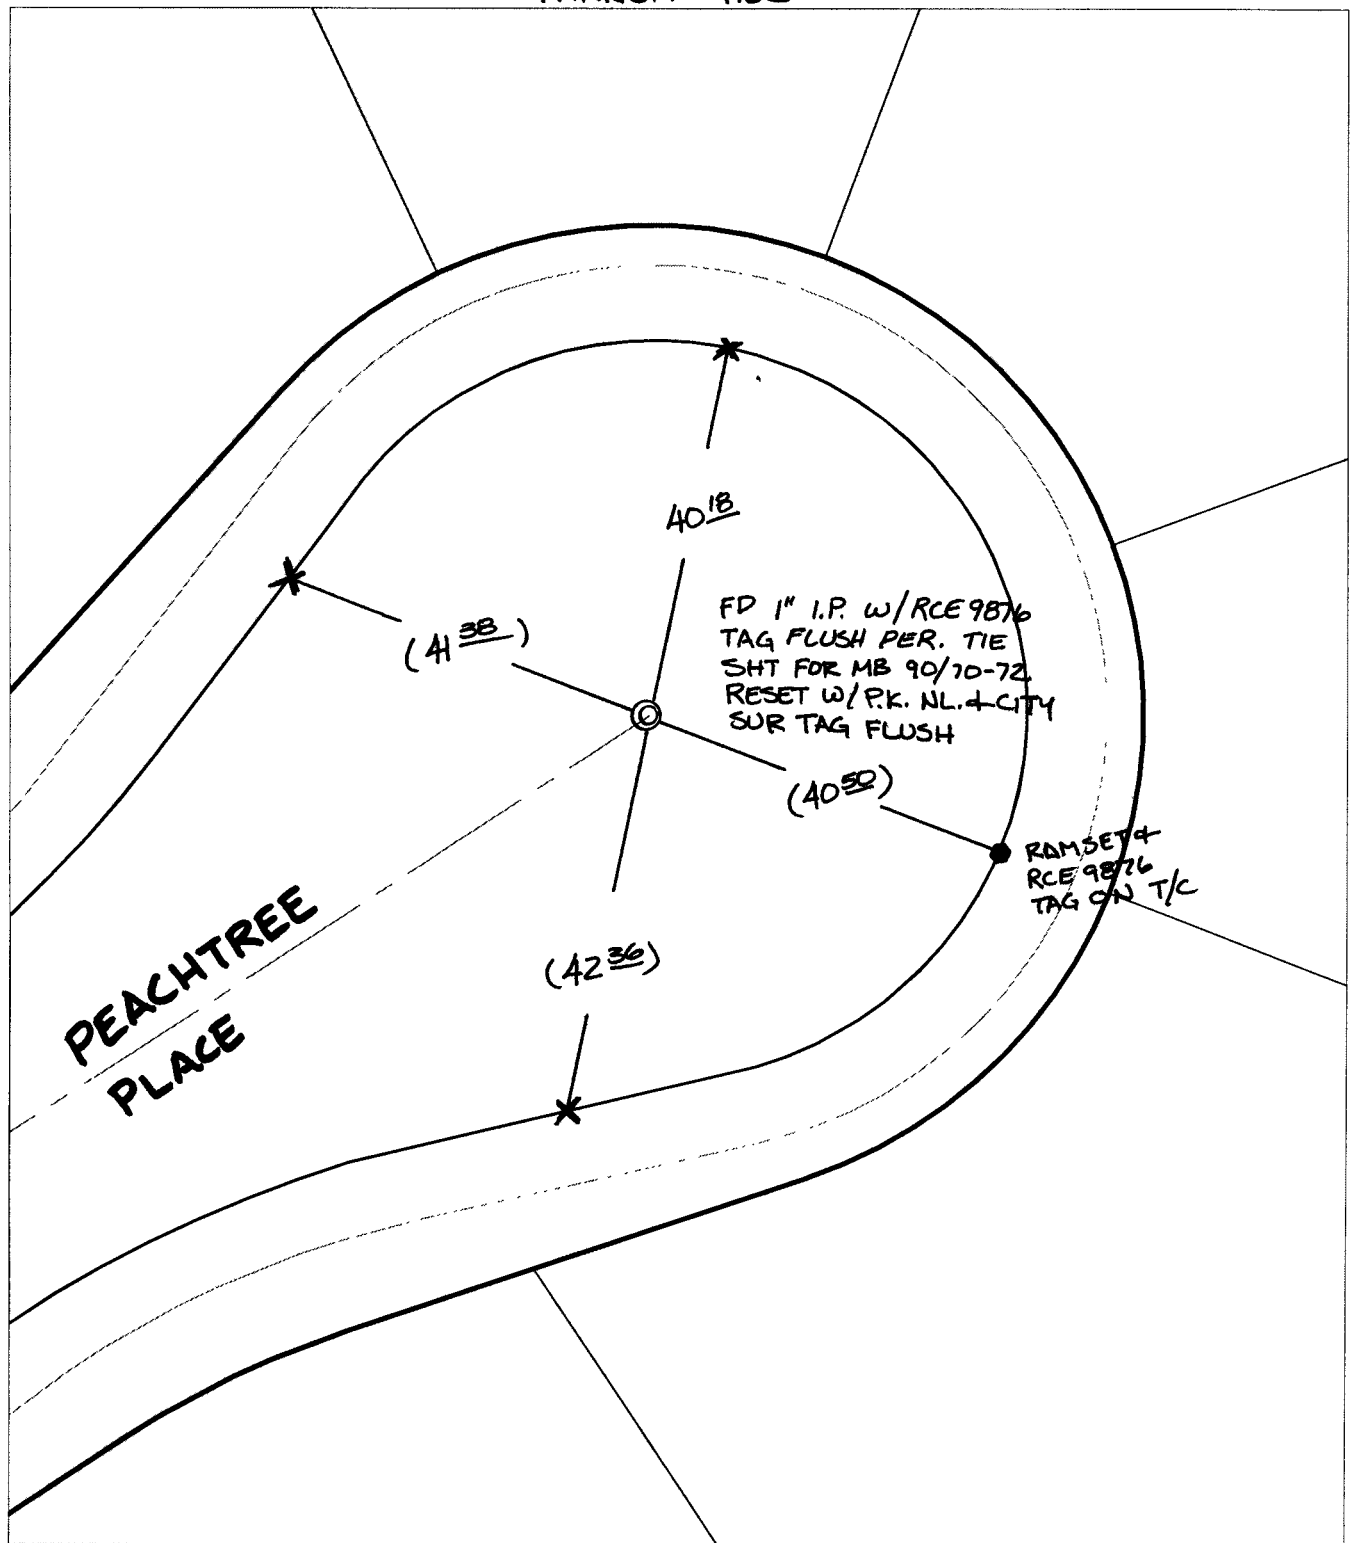 40 18
(41 38)
FD 1" I.P. W/RCE 9876
TAG FLUSH PER. TIE
SHT FOR MB 90/70-72
RESET W/P.K. NL. & CITY
SUR TAG FLUSH
(40 50)
RAMSET &
RCE 9876
TAG ON T/C
(42 36)
PEACHTREE
PLACE